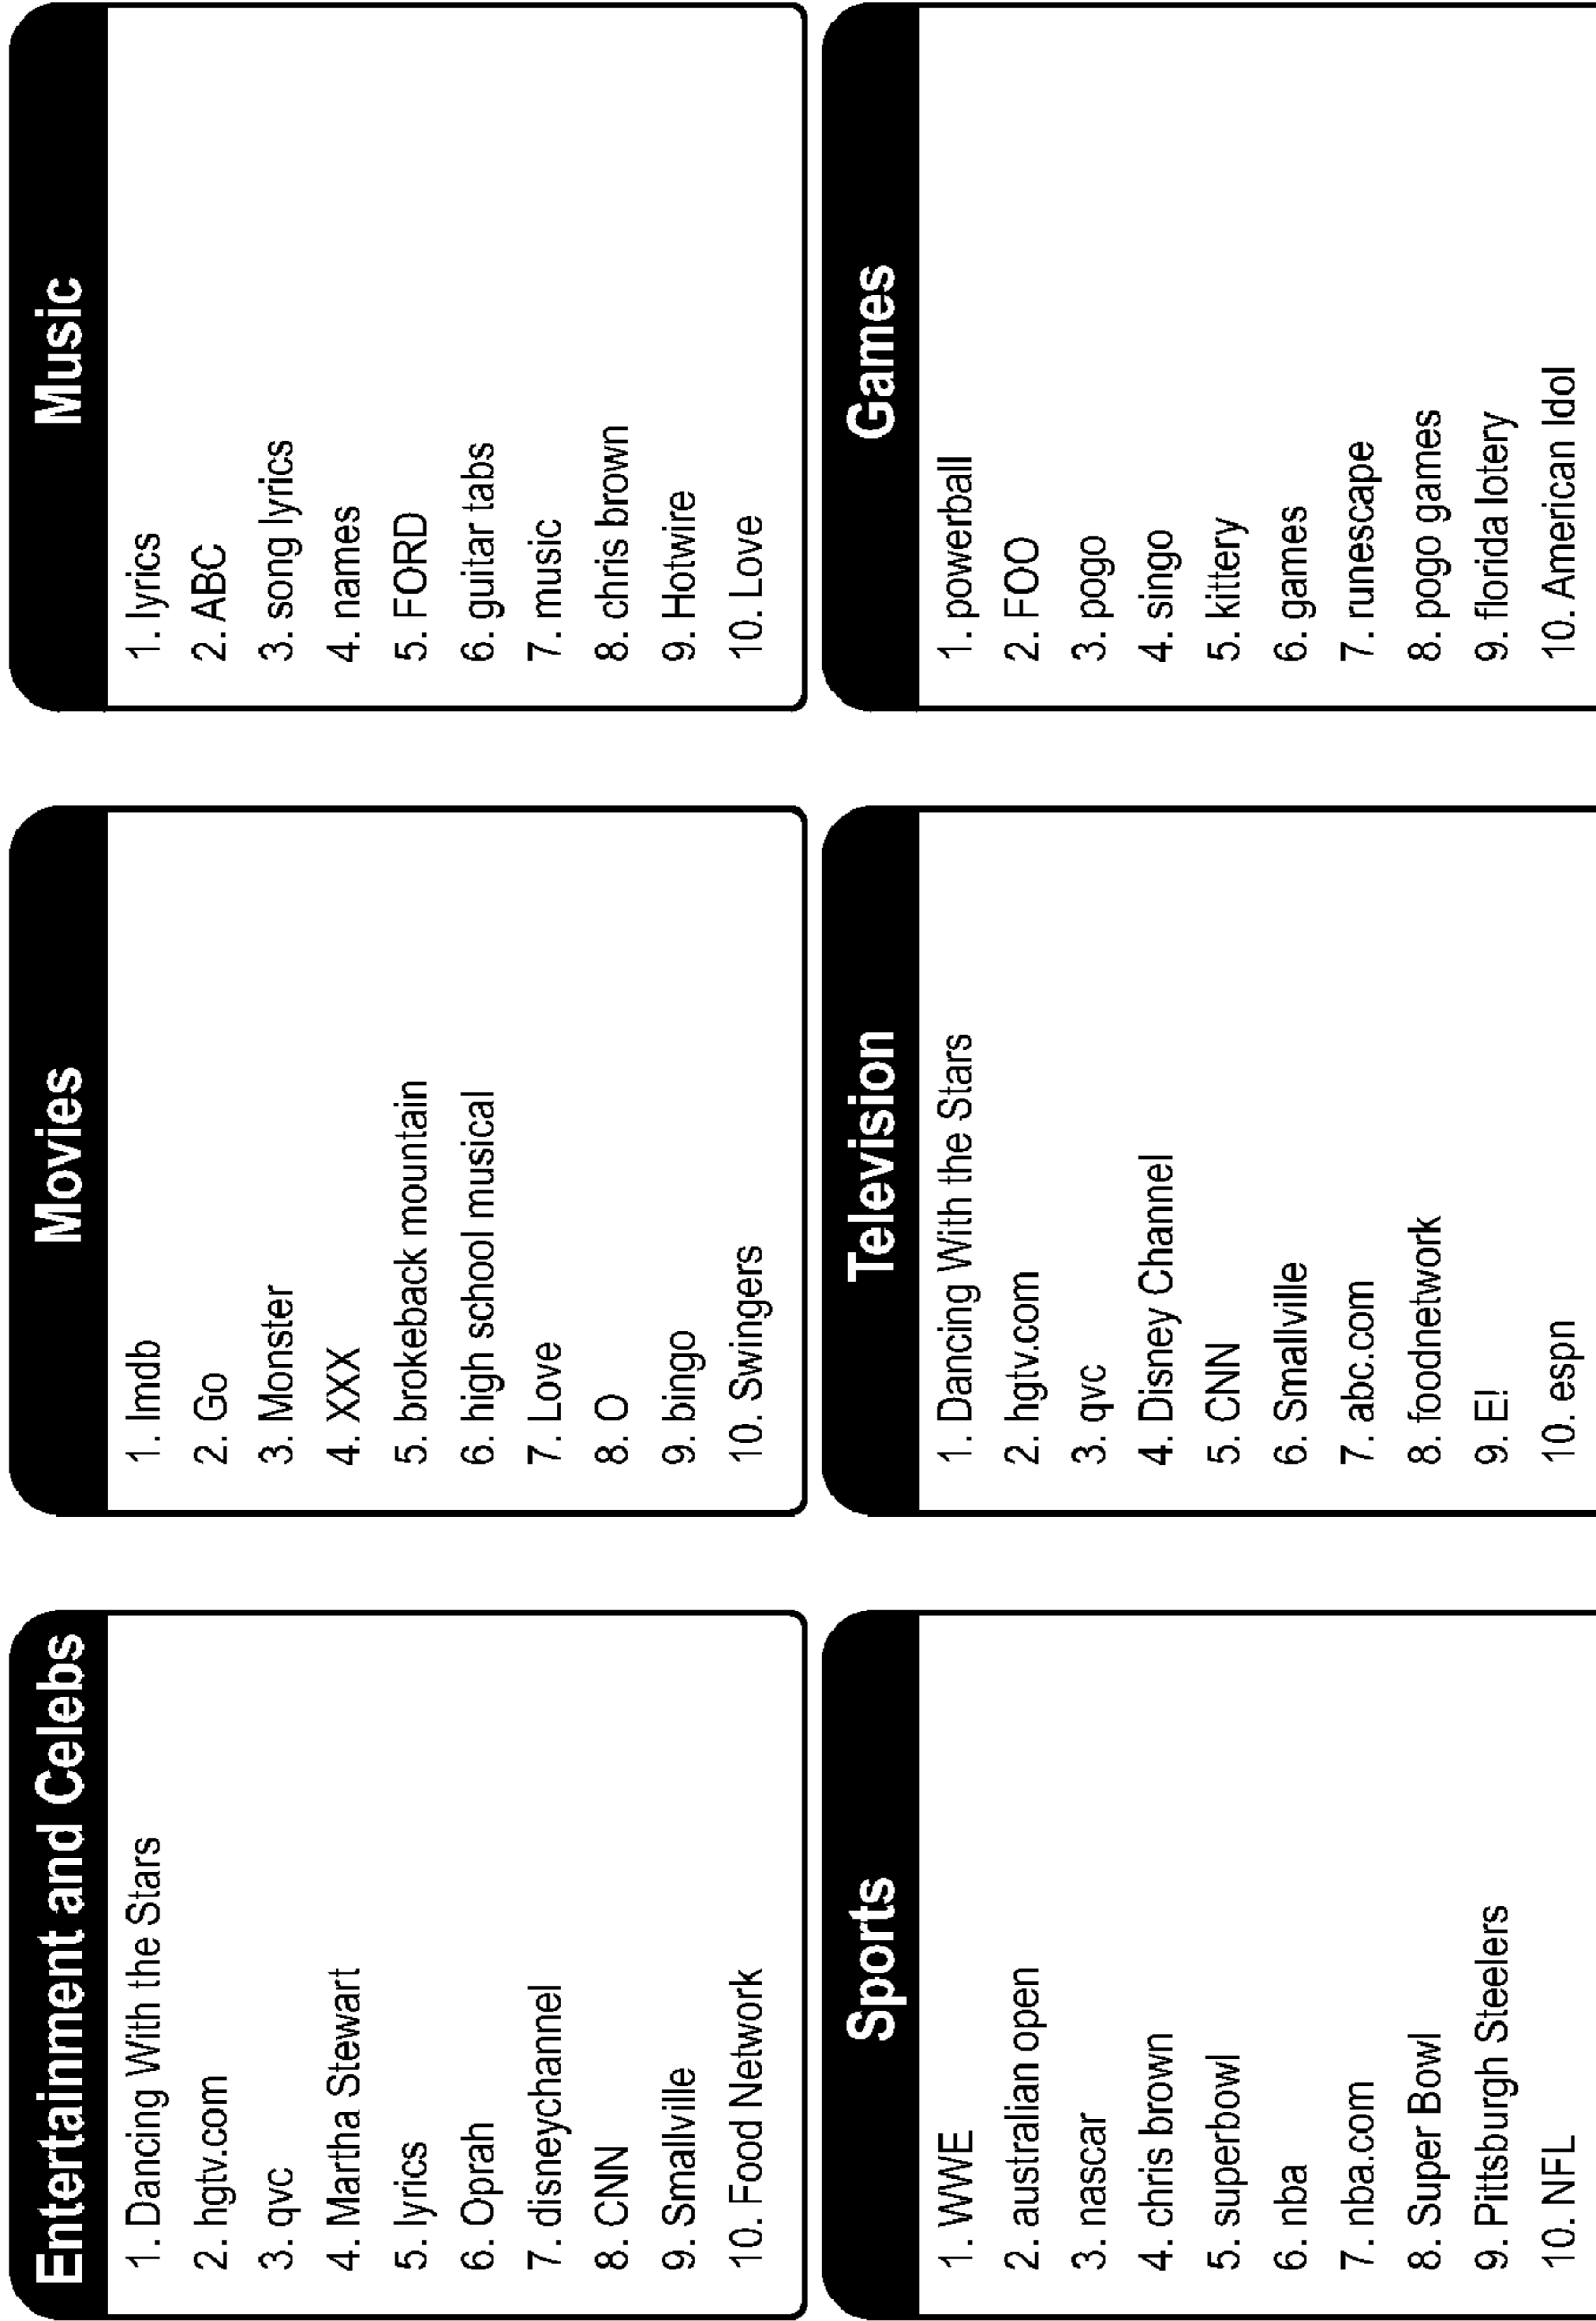 Entertainment and Celebs
1. Dancing With the Stars
2. hgtv.com
3. qvc
4. Martha Stewart
5. lyrics
6. Oprah
7. disneychannel
8. CNN
9. Smallville
10. Food Network
Movies
1. Imdb
2. Go
3. Monster
4. XXX
5. brokeback mountain
6. high school musical
7. Love
8. O
9. bingo
10. Swingers
Music
1. lyrics
2. ABC
3. song lyrics
4. names
5. FORD
6. guitar tabs
7. music
8. chris brown
9. Hotwire
10. Love
Sports
1. WWE
2. australian open
3. nascar
4. chris brown
5. superbowl
6. nba
7. nba.com
8. Super Bowl
9. Pittsburgh Steelers
10. NFL
Television
1. Dancing With the Stars
2. hgtv.com
3. qvc
4. Disney Channel
5. CNN
6. Smallville
7. abc.com
8. foodnetwork
9. E!
10. espn
Games
1. powerball
2. FOO
3. pogo
4. singo
5. kittery
6. games
7. runescape
8. pogo games
9. florida lotery
10. American Idol